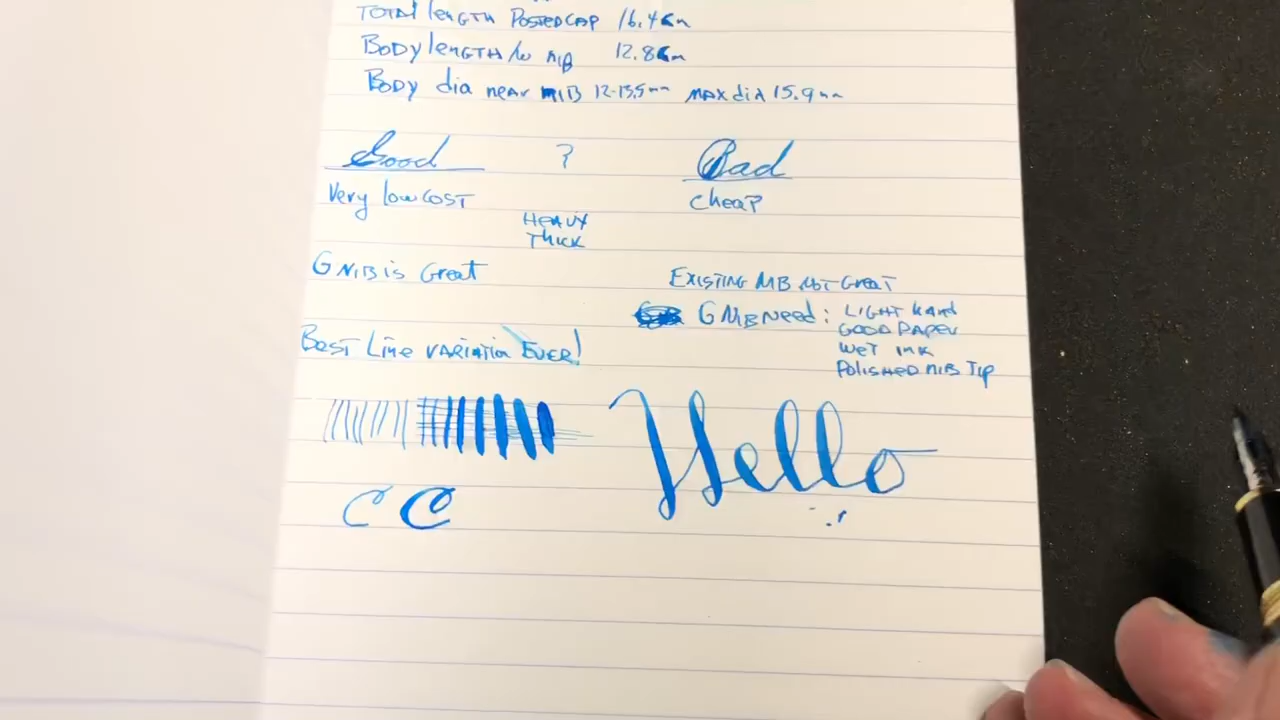 TOTAL LENGTH POSTED CAP 16.4cm
BODY LENGTH w NIB 12.8cm
BODY dia near NIB 12-13.5mm MAX dia 15.9mm
Good ? Bad
Very low COST cheap
HEAVY
THICK
G NIB is Great EXISTING NIB NOT GREAT
G NIB Need: LIGHT HAND
GOOD PAPER
WET INK
POLISHED NIB TIP
BEST Line VARIATION EVER!
Hello
C C